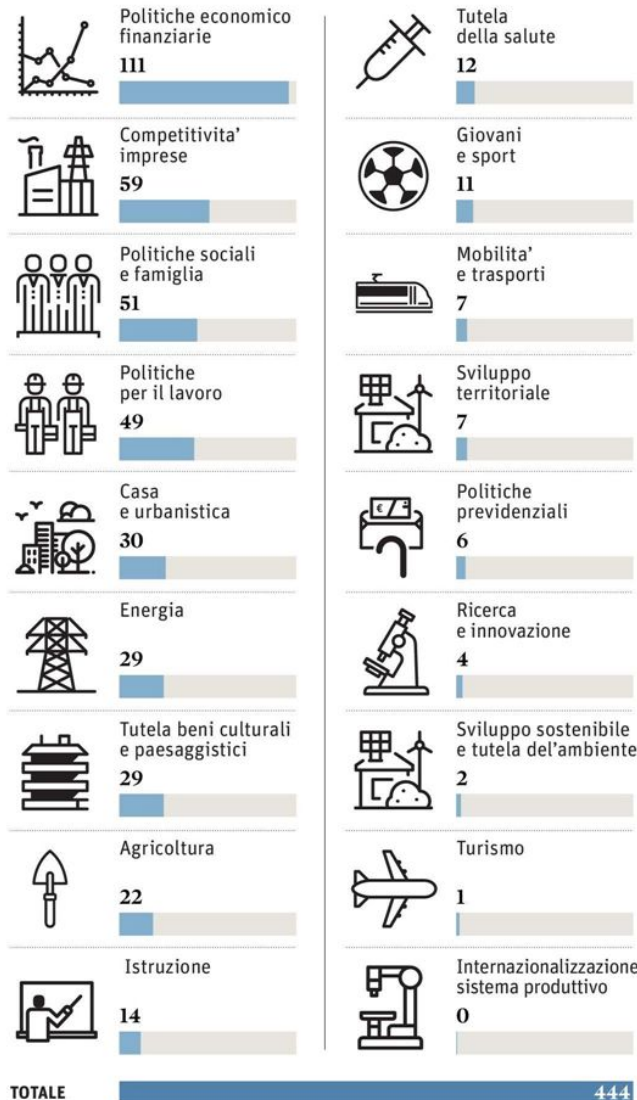 Politiche economico
finanziarie
111
Competitivita'
imprese
59
Politiche sociali
e famiglia
51
Politiche
per il lavoro
49
Casa
e urbanistica
30
Energia
29
Tutela beni culturali
e paesaggistici
29
Agricoltura
22
Istruzione
14
Tutela
della salute
12
Giovani
e sport
11
Mobilita'
e trasporti
7
Sviluppo
territoriale
7
€
Politiche
previdenziali
6
Ricerca
e innovazione
4
Sviluppo sostenibile
e tutela del'ambiente
2
Turismo
1
Internazionalizzazione
sistema produttivo
0
TOTALE 444